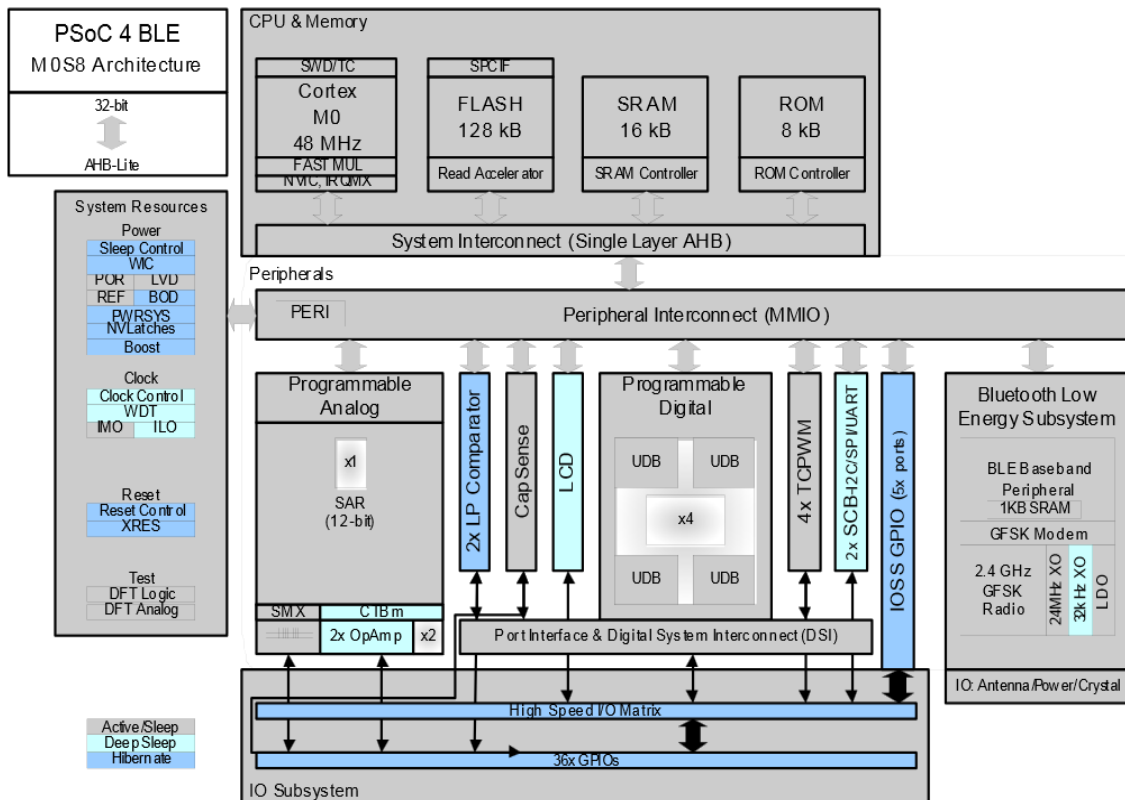 PSoC 4 BLE
M0S8 Architecture
32-bit
AHB-Lite
CPU & Memory
SWD/TC
Cortex
M0
48 MHz
FAST MUL
NVIC, IRQMX
SPCIF
FLASH
128 kB
Read Accelerator
SRAM
16 kB
SRAM Controller
ROM
8 kB
ROM Controller
System Interconnect (Single Layer AHB)
System Resources
Power
Sleep Control
WIC
POR LVD
REF BOD
PWRSYS
NVLatches
Boost
Clock
Clock Control
WDT
IMO ILO
Reset
Reset Control
XRES
Test
DFT Logic
DFT Analog
Peripherals
PERI
Peripheral Interconnect (MMIO)
Programmable
Analog
x1
SAR
(12-bit)
SMX
CTBm
2x OpAmp
x2
2x LP Comparator
CapSense
LCD
Programmable
Digital
UDB UDB
x4
UDB UDB
4x TCPWM
2x SCB-I2C/SPI/UART
IOSS GPIO (5x ports)
Bluetooth Low
Energy Subsystem
BLE Baseband
Peripheral
1KB SRAM
GFSK Modem
2.4 GHz
GFSK
Radio
24MHz XO
32kHz XO
LDO
IO: Antenna/Power/Crystal
Port Interface & Digital System Interconnect (DSI)
High Speed I/O Matrix
36x GPIOs
IO Subsystem
Active/Sleep
Deep Sleep
Hibernate